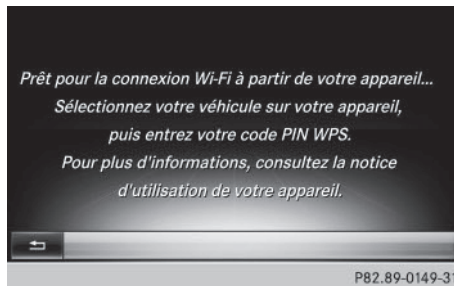 Prêt pour la connexion Wi-Fi à partir de votre appareil...
Sélectionnez votre véhicule sur votre appareil,
puis entrez votre code PIN WPS.
Pour plus d'informations, consultez la notice
d'utilisation de votre appareil.
P82.89-0149-31